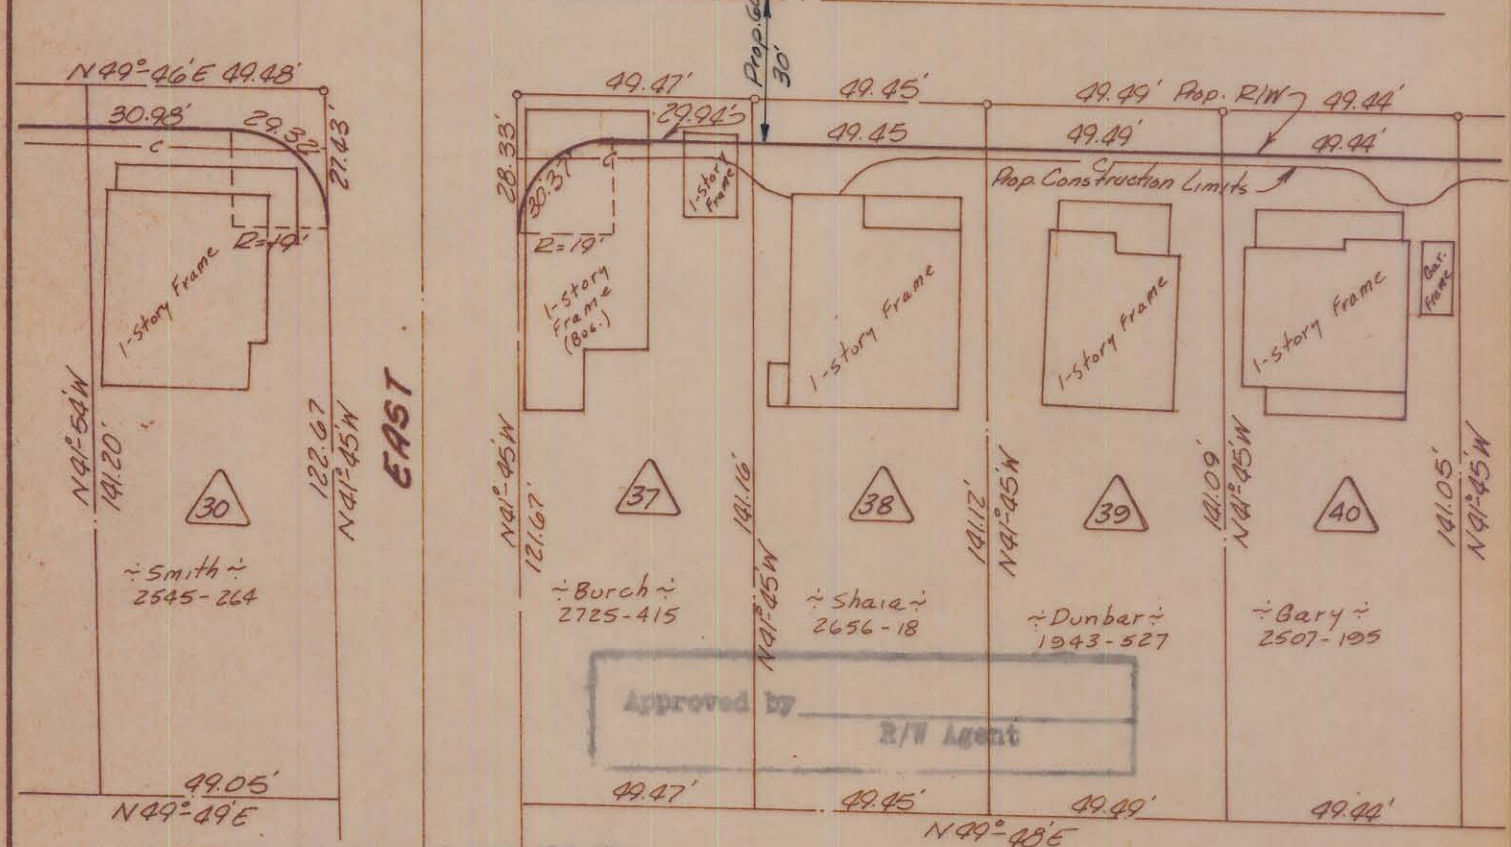 Prop.
30'
N49°-46'E 49.48'
49.47'
49.45'
49.49'
Prop. R/W
49.44'
30.98'
29.32'
27.43'
28.33'
30.37'
29.94'
49.45
49.49'
49.44'
C
C
C
Prop. Construction Limits
R=19'
R=19'
1-Story Frame
1-Story
Frame
(Bus.)
1-Story
Frame
1-Story Frame
1-Story Frame
1-Story Frame
Gar.
Frame
N41°-54'W
141.20'
122.67
N41°-45'W
EAST
N41°-45'W
121.67'
141.16'
N41°-45'W
141.12'
N41°-45'W
141.09'
N41°-45'W
141.05'
N41°-45'W
30
37
38
39
40
~Smith~
2545-264
~Burch~
2725-415
~Shaia~
2656-18
~Dunbar~
1943-527
~Gary~
2507-195
Approved by
R/W Agent
49.05'
N49°-49'E
49.47'
49.45'
49.49'
49.44'
N49°-48'E